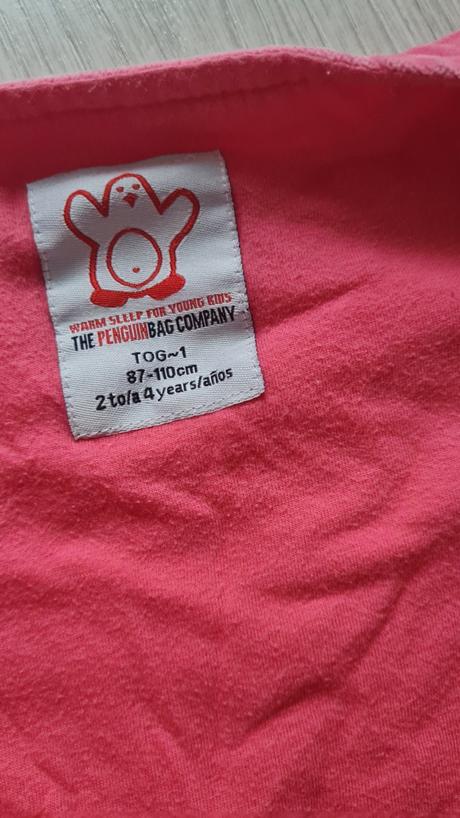 WARM SLEEP FOR YOUNG KIDS
THE PENGUINBAG COMPANY
TOG~1
87-110cm
2 to/a 4 years/años